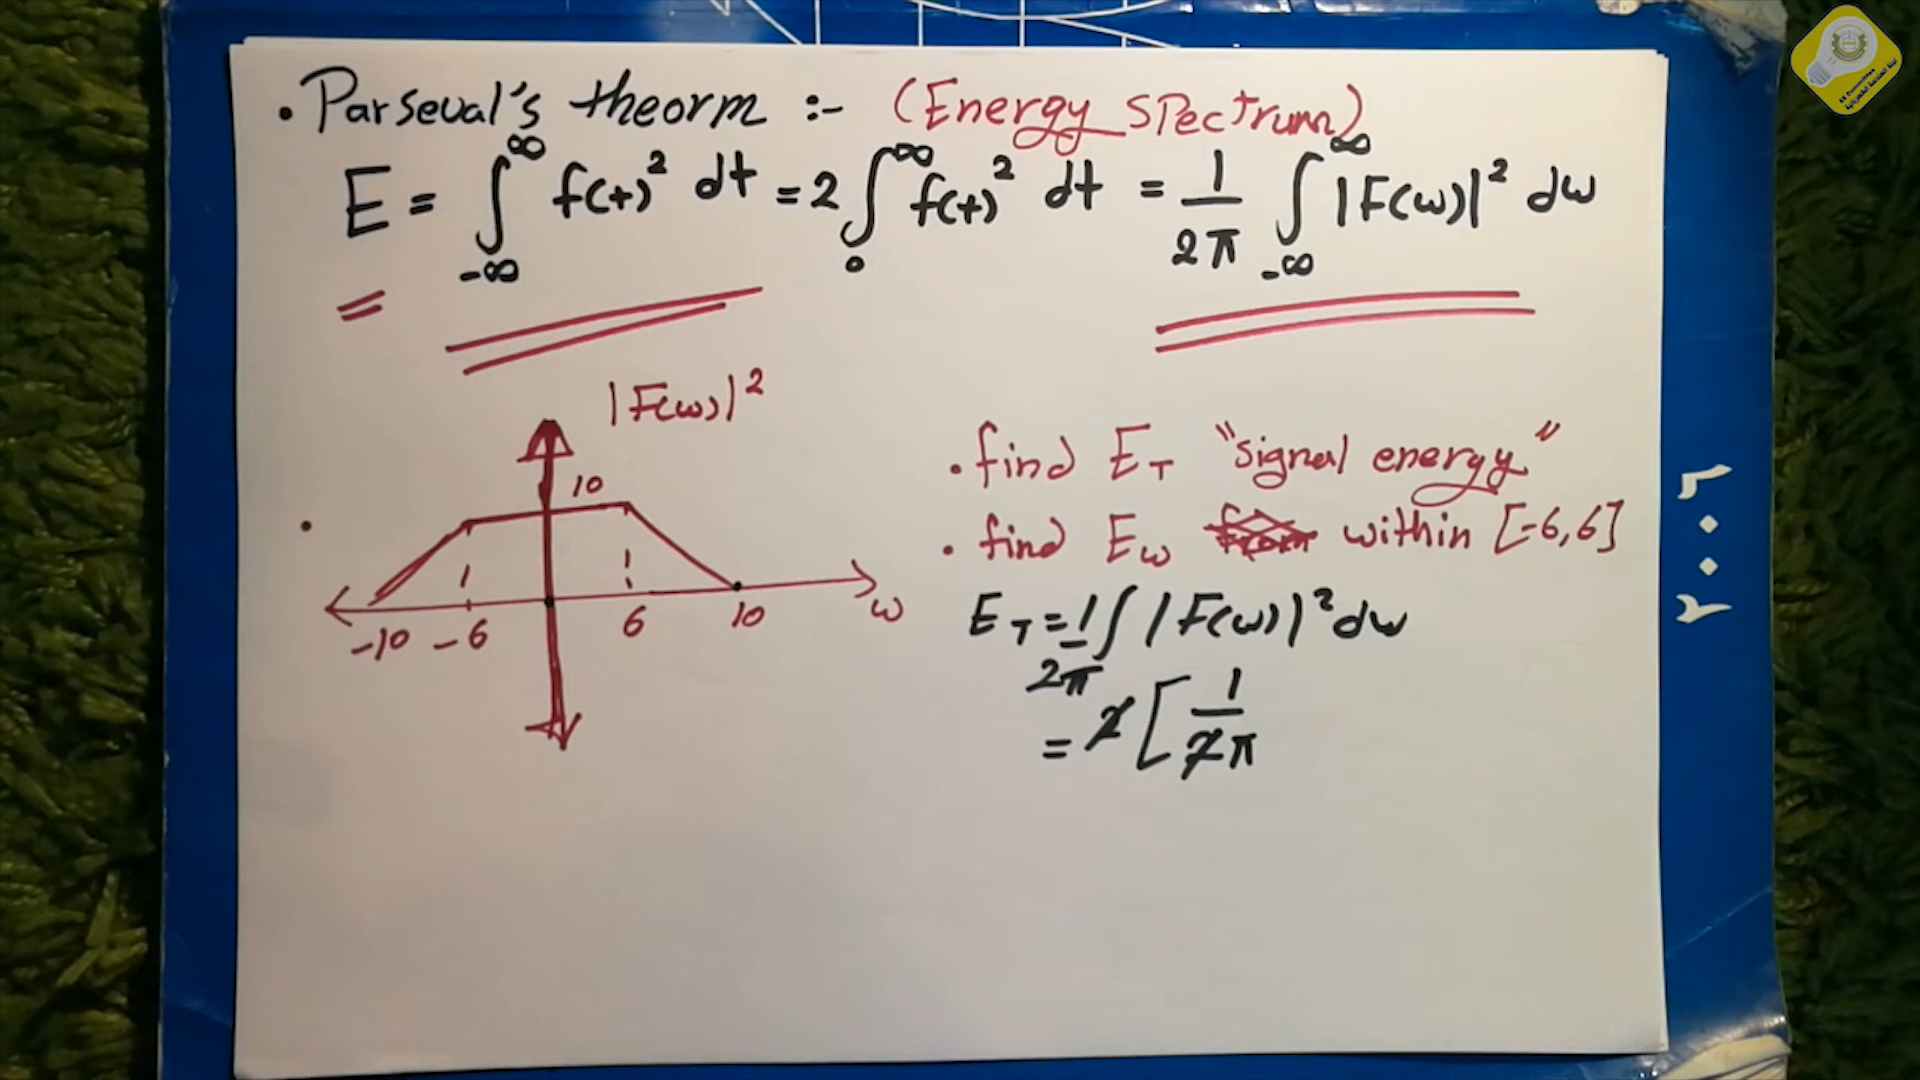 • Parseval's theorm :- (Energy spectrum)
E = ∫_{-∞}^{∞} f(t)² dt = 2 ∫_{0}^{∞} f(t)² dt = 1/2π ∫_{-∞}^{∞} |F(ω)|² dω
|F(ω)|²
10
-10 -6 6 10 ω
• find E_T "signal energy"
• find E_ω within [-6,6]
E_T = 1/2π ∫ |F(ω)|² dω
= 2 [ 1/2π